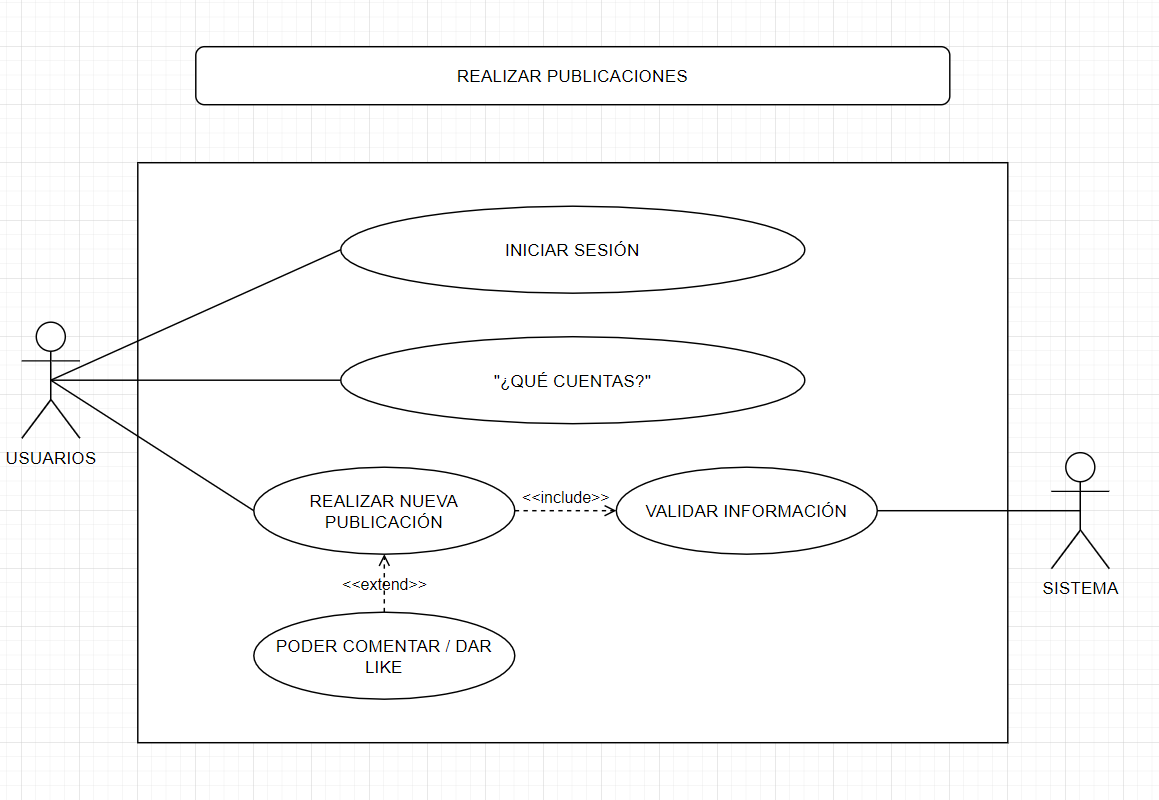 REALIZAR PUBLICACIONES
INICIAR SESIÓN
"¿QUÉ CUENTAS?"
USUARIOS
REALIZAR NUEVA
PUBLICACIÓN
<<include>>
VALIDAR INFORMACIÓN
<<extend>>
SISTEMA
PODER COMENTAR / DAR
LIKE